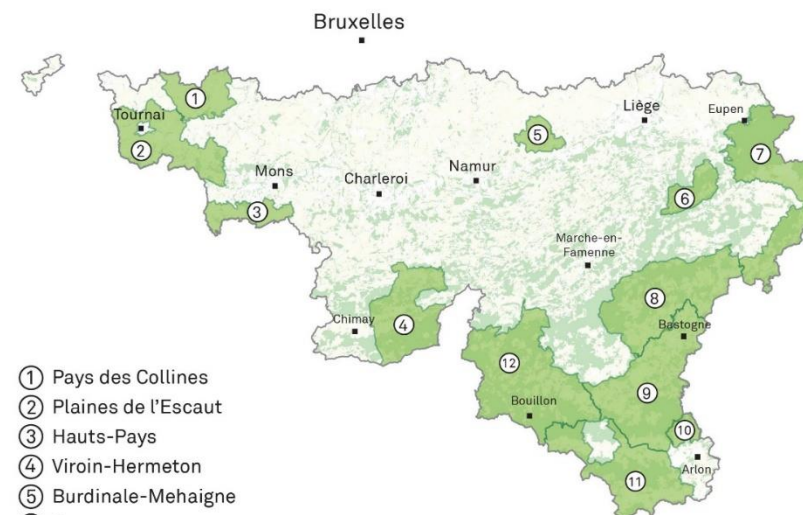 Bruxelles
Tournai
Mons
Charleroi
Namur
Liège
Eupen
Marche-en-
Famenne
Chimay
Bastogne
Bouillon
Arlon
1
2
3
4
5
6
7
8
9
10
11
12
1 Pays des Collines
2 Plaines de l'Escaut
3 Hauts-Pays
4 Viroin-Hermeton
5 Burdinale-Mehaigne